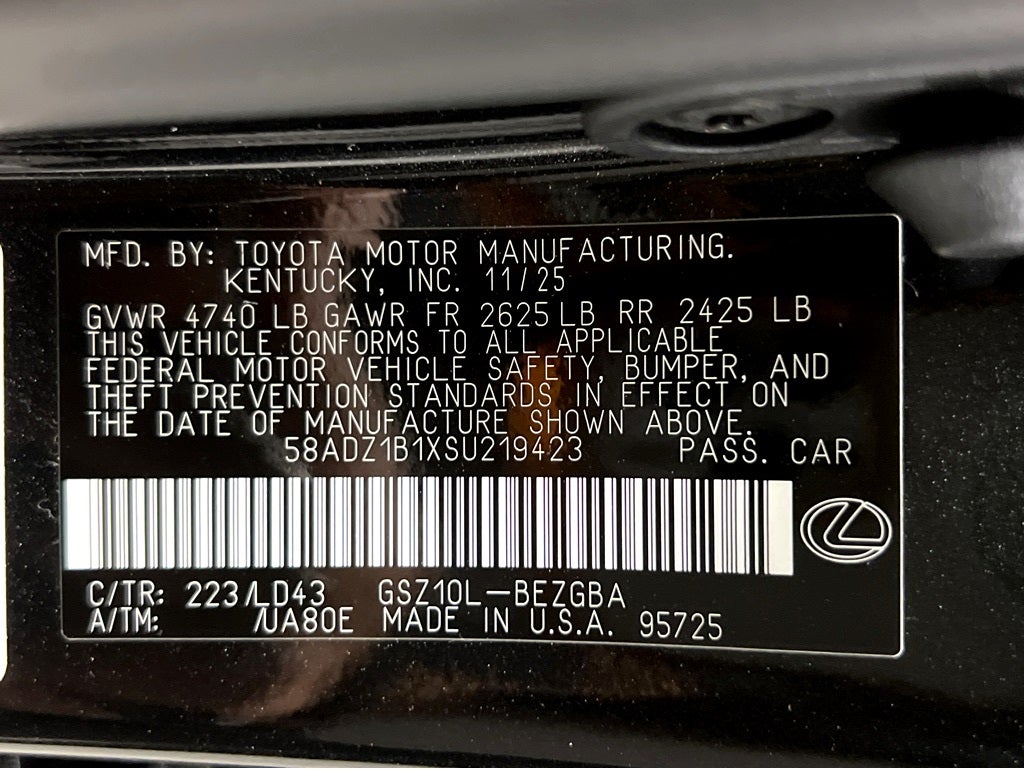 MFD. BY: TOYOTA MOTOR MANUFACTURING.
KENTUCKY, INC. 11/25
GVWR 4740 LB GAWR FR 2625 LB RR 2425 LB
THIS VEHICLE CONFORMS TO ALL APPLICABLE
FEDERAL MOTOR VEHICLE SAFETY, BUMPER, AND
THEFT PREVENTION STANDARDS IN EFFECT ON
THE DATE OF MANUFACTURE SHOWN ABOVE.
58ADZ1B1XSU219423 PASS. CAR
C/TR: 223/LD43 GSZ10L-BEZGBA
A/TM: /UA80E MADE IN U.S.A. 95725